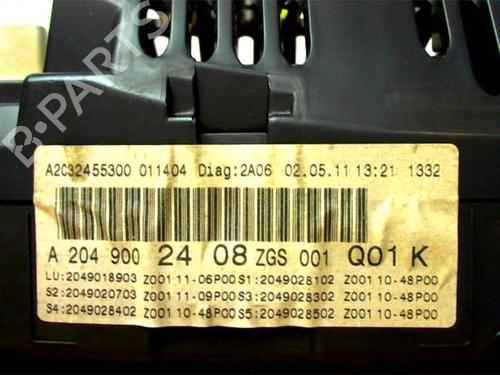 B-PARTS
A2C32455300 011404 Diag:2A06 02.05.11 13:21 1332
A 204 900 24 08 ZGS 001 Q01 K
LU:2049018903 Z001 11-06P00 S1:2049028102 Z001 10-48P00
S2:2049020703 Z001 11-09P00 S3:2049028302 Z001 10-48P00
S4:2049028402 Z001 10-48P00 S5:2049028502 Z001 10-48P00